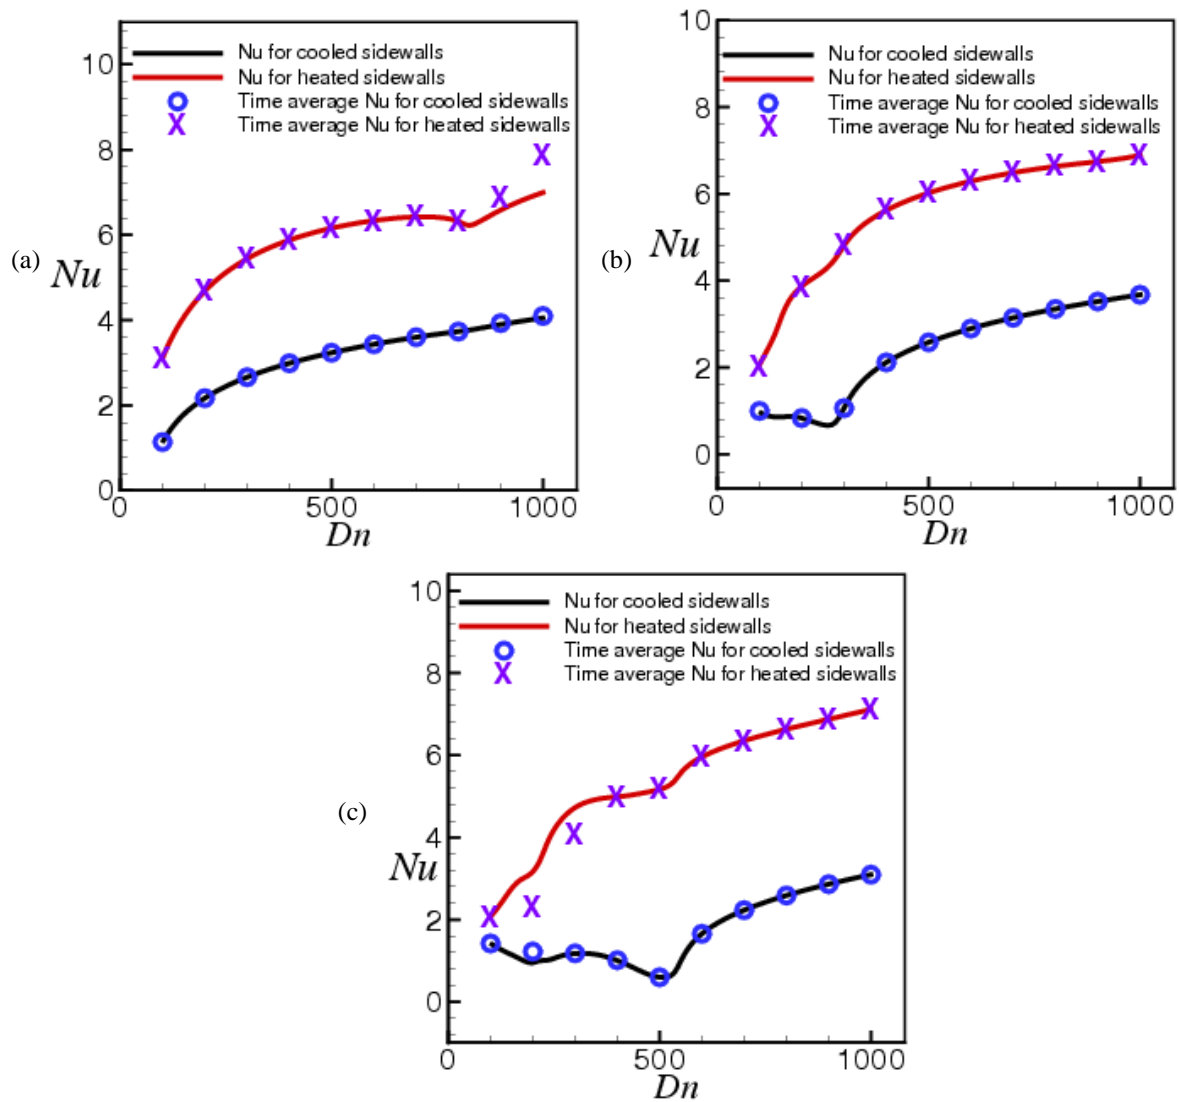 (a)
Nu
10
8
6
4
2
0
Nu for cooled sidewalls
Nu for heated sidewalls
Time average Nu for cooled sidewalls
Time average Nu for heated sidewalls
0 500 1000
Dn
(b)
Nu
10
8
6
4
2
0
Nu for cooled sidewalls
Nu for heated sidewalls
Time average Nu for cooled sidewalls
Time average Nu for heated sidewalls
0 500 1000
Dn
(c)
Nu
10
8
6
4
2
0
Nu for cooled sidewalls
Nu for heated sidewalls
Time average Nu for cooled sidewalls
Time average Nu for heated sidewalls
0 500 1000
Dn